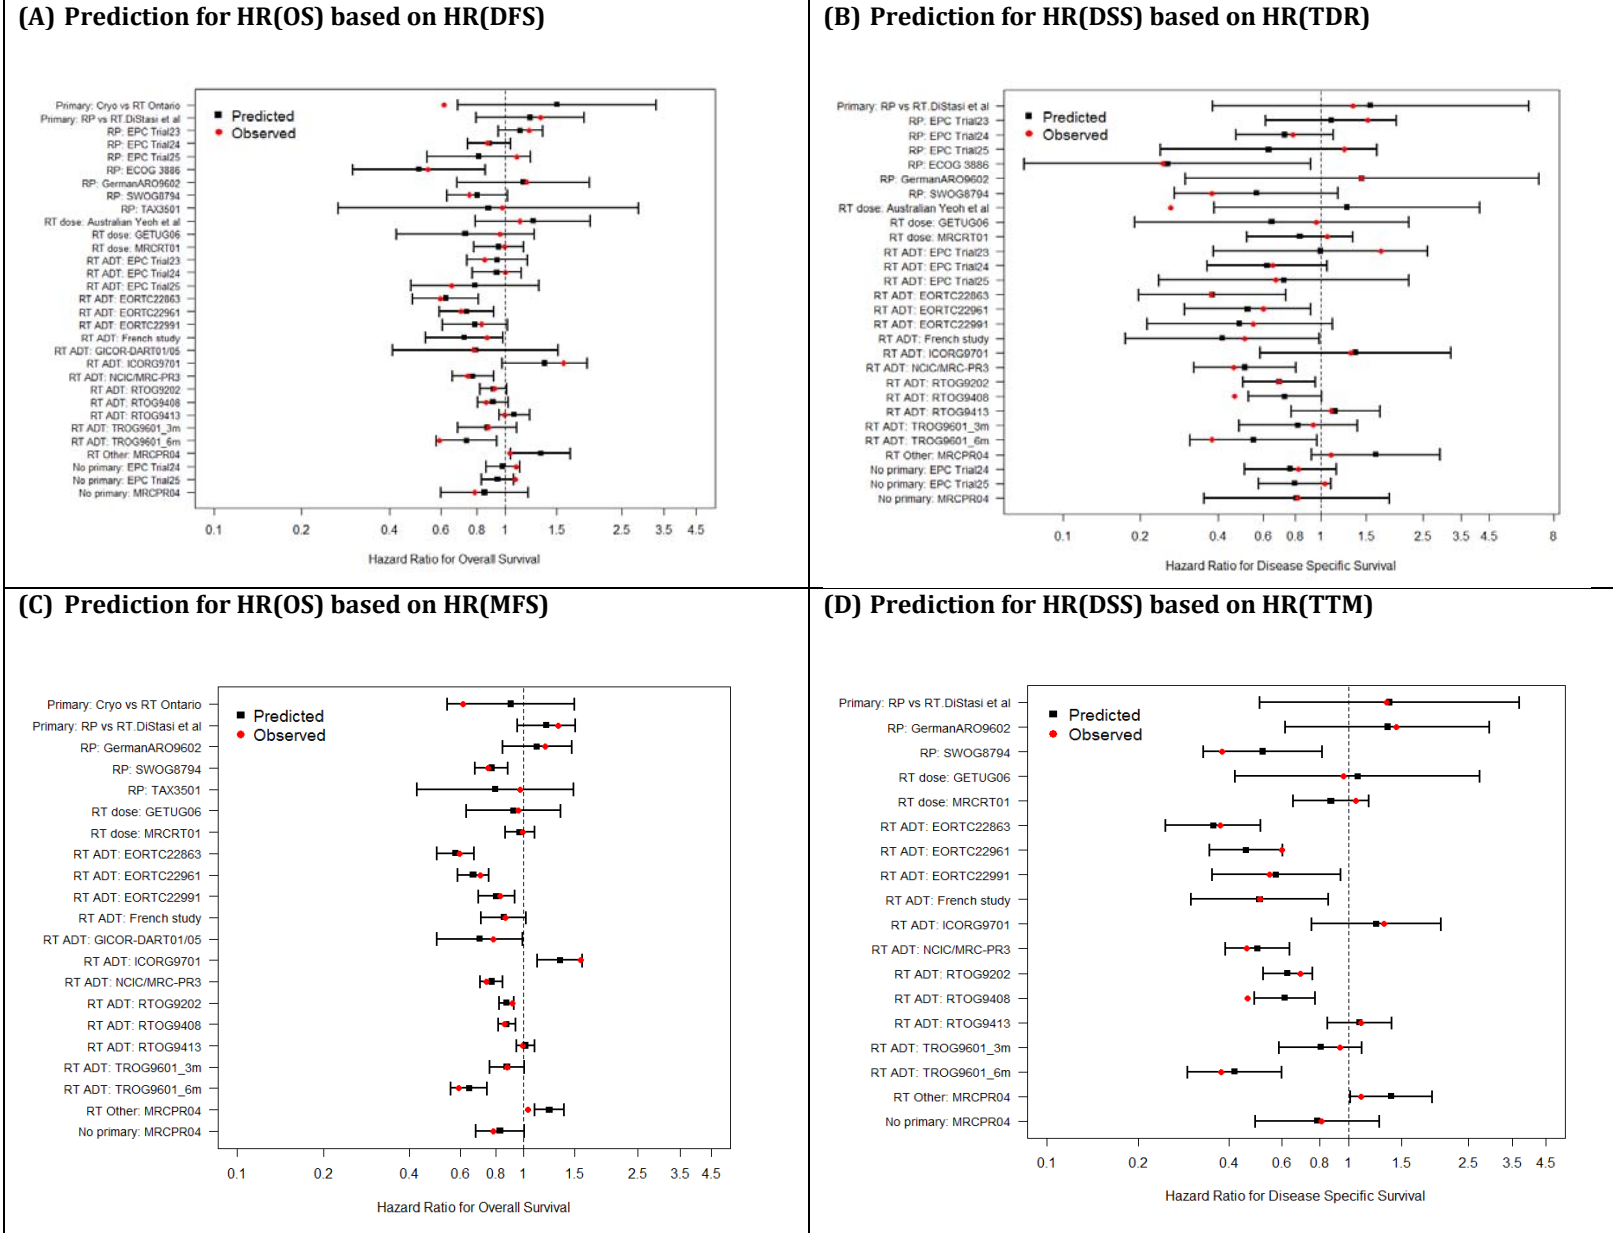 (A) Prediction for HR(OS) based on HR(DFS)
Predicted
Observed
Primary: Cryo vs RT Ontario
Primary: RP vs RT.DiStasi et al
RP: EPC Trial23
RP: EPC Trial24
RP: EPC Trial25
RP: ECOG 3886
RP: GermanARO9602
RP: SWOG8794
RP: TAX3501
RT dose: Australian Yeoh et al
RT dose: GETUG06
RT dose: MRCRT01
RT ADT: EPC Trial23
RT ADT: EPC Trial24
RT ADT: EPC Trial25
RT ADT: EORTC22863
RT ADT: EORTC22961
RT ADT: EORTC22991
RT ADT: French study
RT ADT: GICOR-DART01/05
RT ADT: ICORG9701
RT ADT: NCIC/MRC-PR3
RT ADT: RTOG9202
RT ADT: RTOG9408
RT ADT: RTOG9413
RT ADT: TROG9601_3m
RT ADT: TROG9601_6m
RT Other: MRCPR04
No primary: EPC Trial24
No primary: EPC Trial25
No primary: MRCPR04
0.1 0.2 0.4 0.6 0.8 1 1.5 2.5 3.5 4.5
Hazard Ratio for Overall Survival
(B) Prediction for HR(DSS) based on HR(TDR)
Predicted
Observed
Primary: RP vs RT.DiStasi et al
RP: EPC Trial23
RP: EPC Trial24
RP: EPC Trial25
RP: ECOG 3886
RP: GermanARO9602
RP: SWOG8794
RT dose: Australian Yeoh et al
RT dose: GETUG06
RT dose: MRCRT01
RT ADT: EPC Trial23
RT ADT: EPC Trial24
RT ADT: EPC Trial25
RT ADT: EORTC22863
RT ADT: EORTC22961
RT ADT: EORTC22991
RT ADT: French study
RT ADT: ICORG9701
RT ADT: NCIC/MRC-PR3
RT ADT: RTOG9202
RT ADT: RTOG9408
RT ADT: RTOG9413
RT ADT: TROG9601_3m
RT ADT: TROG9601_6m
RT Other: MRCPR04
No primary: EPC Trial24
No primary: EPC Trial25
No primary: MRCPR04
0.1 0.2 0.4 0.6 0.8 1 1.5 2.5 3.5 4.5 8
Hazard Ratio for Disease Specific Survival
(C) Prediction for HR(OS) based on HR(MFS)
Predicted
Observed
Primary: Cryo vs RT Ontario
Primary: RP vs RT.DiStasi et al
RP: GermanARO9602
RP: SWOG8794
RP: TAX3501
RT dose: GETUG06
RT dose: MRCRT01
RT ADT: EORTC22863
RT ADT: EORTC22961
RT ADT: EORTC22991
RT ADT: French study
RT ADT: GICOR-DART01/05
RT ADT: ICORG9701
RT ADT: NCIC/MRC-PR3
RT ADT: RTOG9202
RT ADT: RTOG9408
RT ADT: RTOG9413
RT ADT: TROG9601_3m
RT ADT: TROG9601_6m
RT Other: MRCPR04
No primary: MRCPR04
0.1 0.2 0.4 0.6 0.8 1 1.5 2.5 3.5 4.5
Hazard Ratio for Overall Survival
(D) Prediction for HR(DSS) based on HR(TTM)
Predicted
Observed
Primary: RP vs RT.DiStasi et al
RP: GermanARO9602
RP: SWOG8794
RT dose: GETUG06
RT dose: MRCRT01
RT ADT: EORTC22863
RT ADT: EORTC22961
RT ADT: EORTC22991
RT ADT: French study
RT ADT: ICORG9701
RT ADT: NCIC/MRC-PR3
RT ADT: RTOG9202
RT ADT: RTOG9408
RT ADT: RTOG9413
RT ADT: TROG9601_3m
RT ADT: TROG9601_6m
RT Other: MRCPR04
No primary: MRCPR04
0.1 0.2 0.4 0.6 0.8 1 1.5 2.5 3.5 4.5
Hazard Ratio for Disease Specific Survival